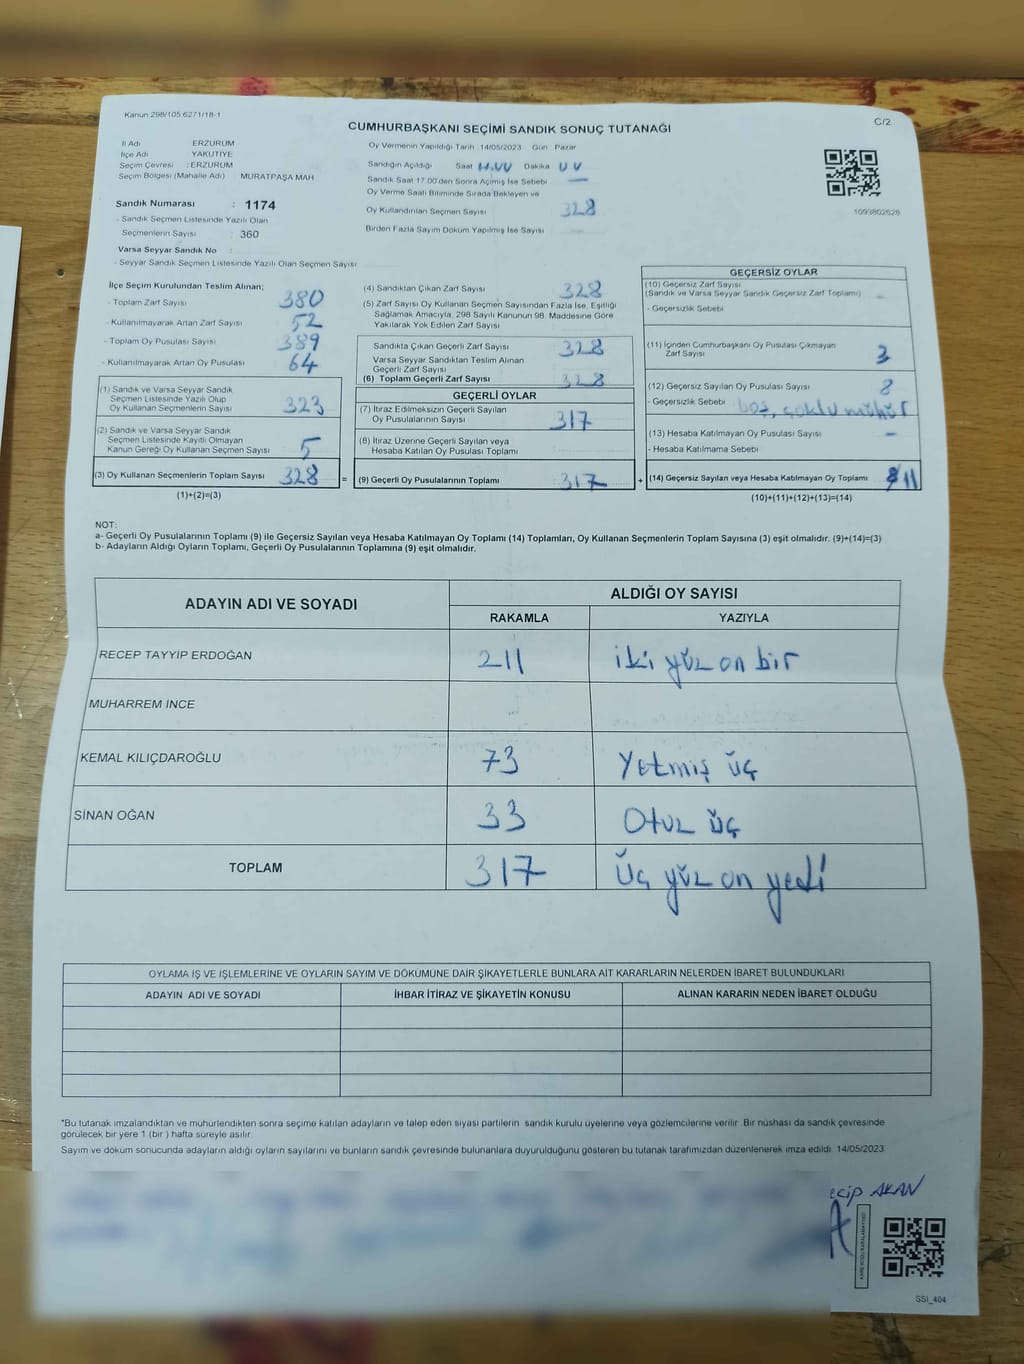 Kanun 298/105,6271/18-1
C/2
CUMHURBAŞKANI SEÇİMİ SANDIK SONUÇ TUTANAĞI
İl Adı ERZURUM
İlçe Adı YAKUTİYE
Seçim Çevresi : ERZURUM
Seçim Bölgesi (Mahalle Adı) MURATPAŞA MAH
Sandık Numarası : 1174
- Sandık Seçmen Listesinde Yazılı Olan
Seçmenlerin Sayısı : 360
Varsa Seyyar Sandık No :
- Seyyar Sandık Seçmen Listesinde Yazılı Olan Seçmen Sayısı
Oy Vermenin Yapıldığı Tarih 14/05/2023 Gün Pazar
Sandığın Açıldığı Saat Dakika
Sandık Saat 17.00'den Sonra Açımış İse Sebebi —
Oy Verme Saati Bitiminde Sırada Bekleyen ve
Oy Kullandırılan Seçmen Sayısı 328
Birden Fazla Sayım Döküm Yapılmış İse Sayısı
1093802628
İlçe Seçim Kurulundan Teslim Alınan;
- Toplam Zarf Sayısı 380
- Kullanılmayarak Artan Zarf Sayısı 52
- Toplam Oy Pusulası Sayısı 389
- Kullanılmayarak Artan Oy Pusulası 64
(1) Sandık ve Varsa Seyyar Sandık
Seçmen Listesinde Yazılı Olup
Oy Kullanan Seçmenlerin Sayısı 323
(2) Sandık ve Varsa Seyyar Sandık
Seçmen Listesinde Kayıtlı Olmayan
Kanun Gereği Oy Kullanan Seçmen Sayısı 5
(3) Oy Kullanan Seçmenlerin Toplam Sayısı 328
(1)+(2)=(3)
(4) Sandıktan Çıkan Zarf Sayısı 328
(5) Zarf Sayısı Oy Kullanan Seçmen Sayısından Fazla İse, Eşitliği
Sağlamak Amacıyla, 298 Sayılı Kanunun 98. Maddesine Göre
Yakılarak Yok Edilen Zarf Sayısı
Sandıkta Çıkan Geçerli Zarf Sayısı 328
Varsa Seyyar Sandıktan Teslim Alınan
Geçerli Zarf Sayısı
(6) Toplam Geçerli Zarf Sayısı 328
GEÇERLİ OYLAR
(7) İtiraz Edilmeksizin Geçerli Sayılan
Oy Pusulalarının Sayısı 317
(8) İtiraz Üzerine Geçerli Sayılan veya
Hesaba Katılan Oy Pusulası Toplamı
= (9) Geçerli Oy Pusulalarının Toplamı 317
GEÇERSİZ OYLAR
(10) Geçersiz Zarf Sayısı
(Sandık ve Varsa Seyyar Sandık Geçersiz Zarf Toplamı) —
- Geçersizlik Sebebi
(11) İçinden Cumhurbaşkanı Oy Pusulası Çıkmayan
Zarf Sayısı 3
(12) Geçersiz Sayılan Oy Pusulası Sayısı 8
- Geçersizlik Sebebi boş, çoklu mühür
(13) Hesaba Katılmayan Oy Pusulası Sayısı —
- Hesaba Katılmama Sebebi
+ (14) Geçersiz Sayılan veya Hesaba Katılmayan Oy Toplamı 11
(10)+(11)+(12)+(13)=(14)
NOT:
a- Geçerli Oy Pusulalarının Toplamı (9) ile Geçersiz Sayılan veya Hesaba Katılmayan Oy Toplamı (14) Toplamları, Oy Kullanan Seçmenlerin Toplam Sayısına (3) eşit olmalıdır. (9)+(14)=(3)
b- Adayların Aldığı Oyların Toplamı, Geçerli Oy Pusulalarının Toplamına (9) eşit olmalıdır.
ADAYIN ADI VE SOYADI
ALDIĞI OY SAYISI
RAKAMLA YAZIYLA
RECEP TAYYİP ERDOĞAN 211 iki yüz on bir
MUHARREM İNCE
KEMAL KILIÇDAROĞLU 73 Yetmiş üç
SİNAN OĞAN 33 Otuz üç
TOPLAM 317 Üç yüz on yedi
OYLAMA İŞ VE İŞLEMLERİNE VE OYLARIN SAYIM VE DÖKÜMÜNE DAİR ŞİKAYETLERLE BUNLARA AİT KARARLARIN NELERDEN İBARET BULUNDUKLARI
ADAYIN ADI VE SOYADI İHBAR İTİRAZ VE ŞİKAYETİN KONUSU ALINAN KARARIN NEDEN İBARET OLDUĞU
*Bu tutanak imzalandıktan ve mühürlendikten sonra seçime katılan adayların ve talep eden siyasi partilerin sandık kurulu üyelerine veya gözlemcilerine verilir. Bir nüshası da sandık çevresinde
görülecek bir yere 1 (bir ) hafta süreyle asılır.
Sayım ve döküm sonucunda adayların aldığı oyların sayılarını ve bunların sandık çevresinde bulunanlara duyurulduğunu gösteren bu tutanak tarafımızdan düzenlenerek imza edildi. 14/05/2023
ecip AKAN
SSI_404